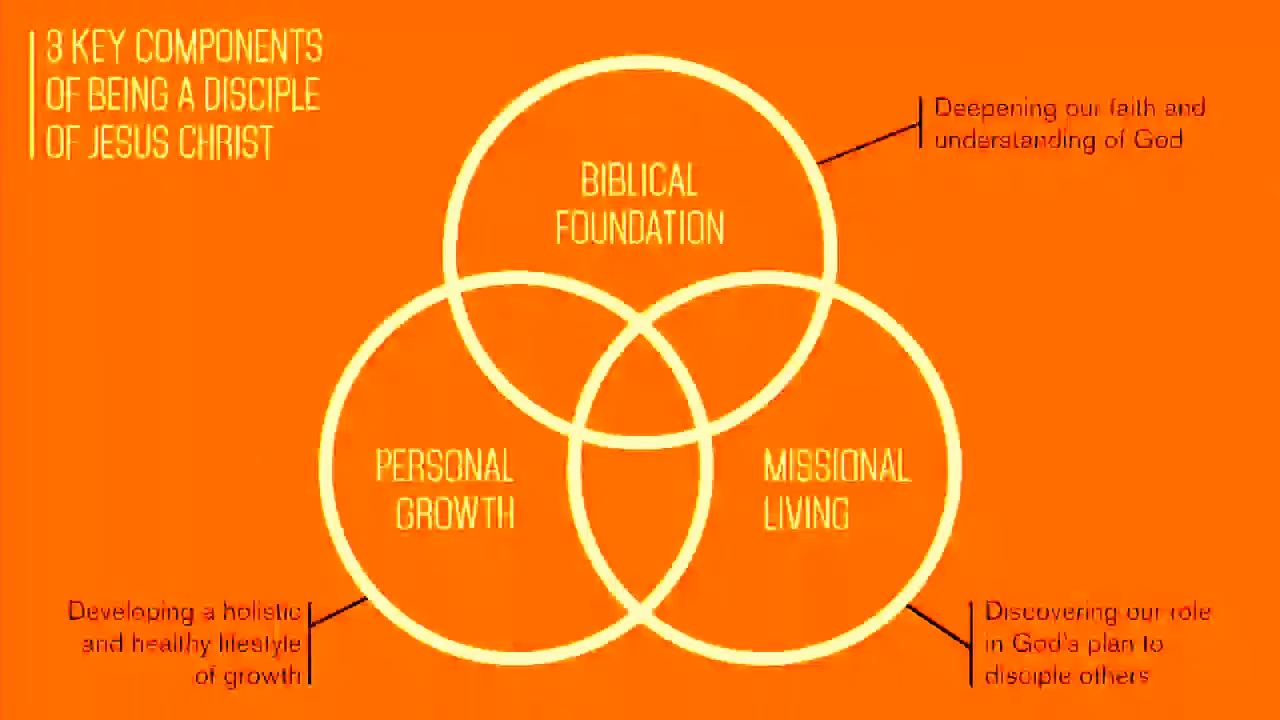 3 KEY COMPONENTS
OF BEING A DISCIPLE
OF JESUS CHRIST
Deepening our faith and
understanding of God
BIBLICAL
FOUNDATION
PERSONAL
GROWTH
MISSIONAL
LIVING
Developing a holistic
and healthy lifestyle
of growth
Discovering our role
in God's plan to
disciple others